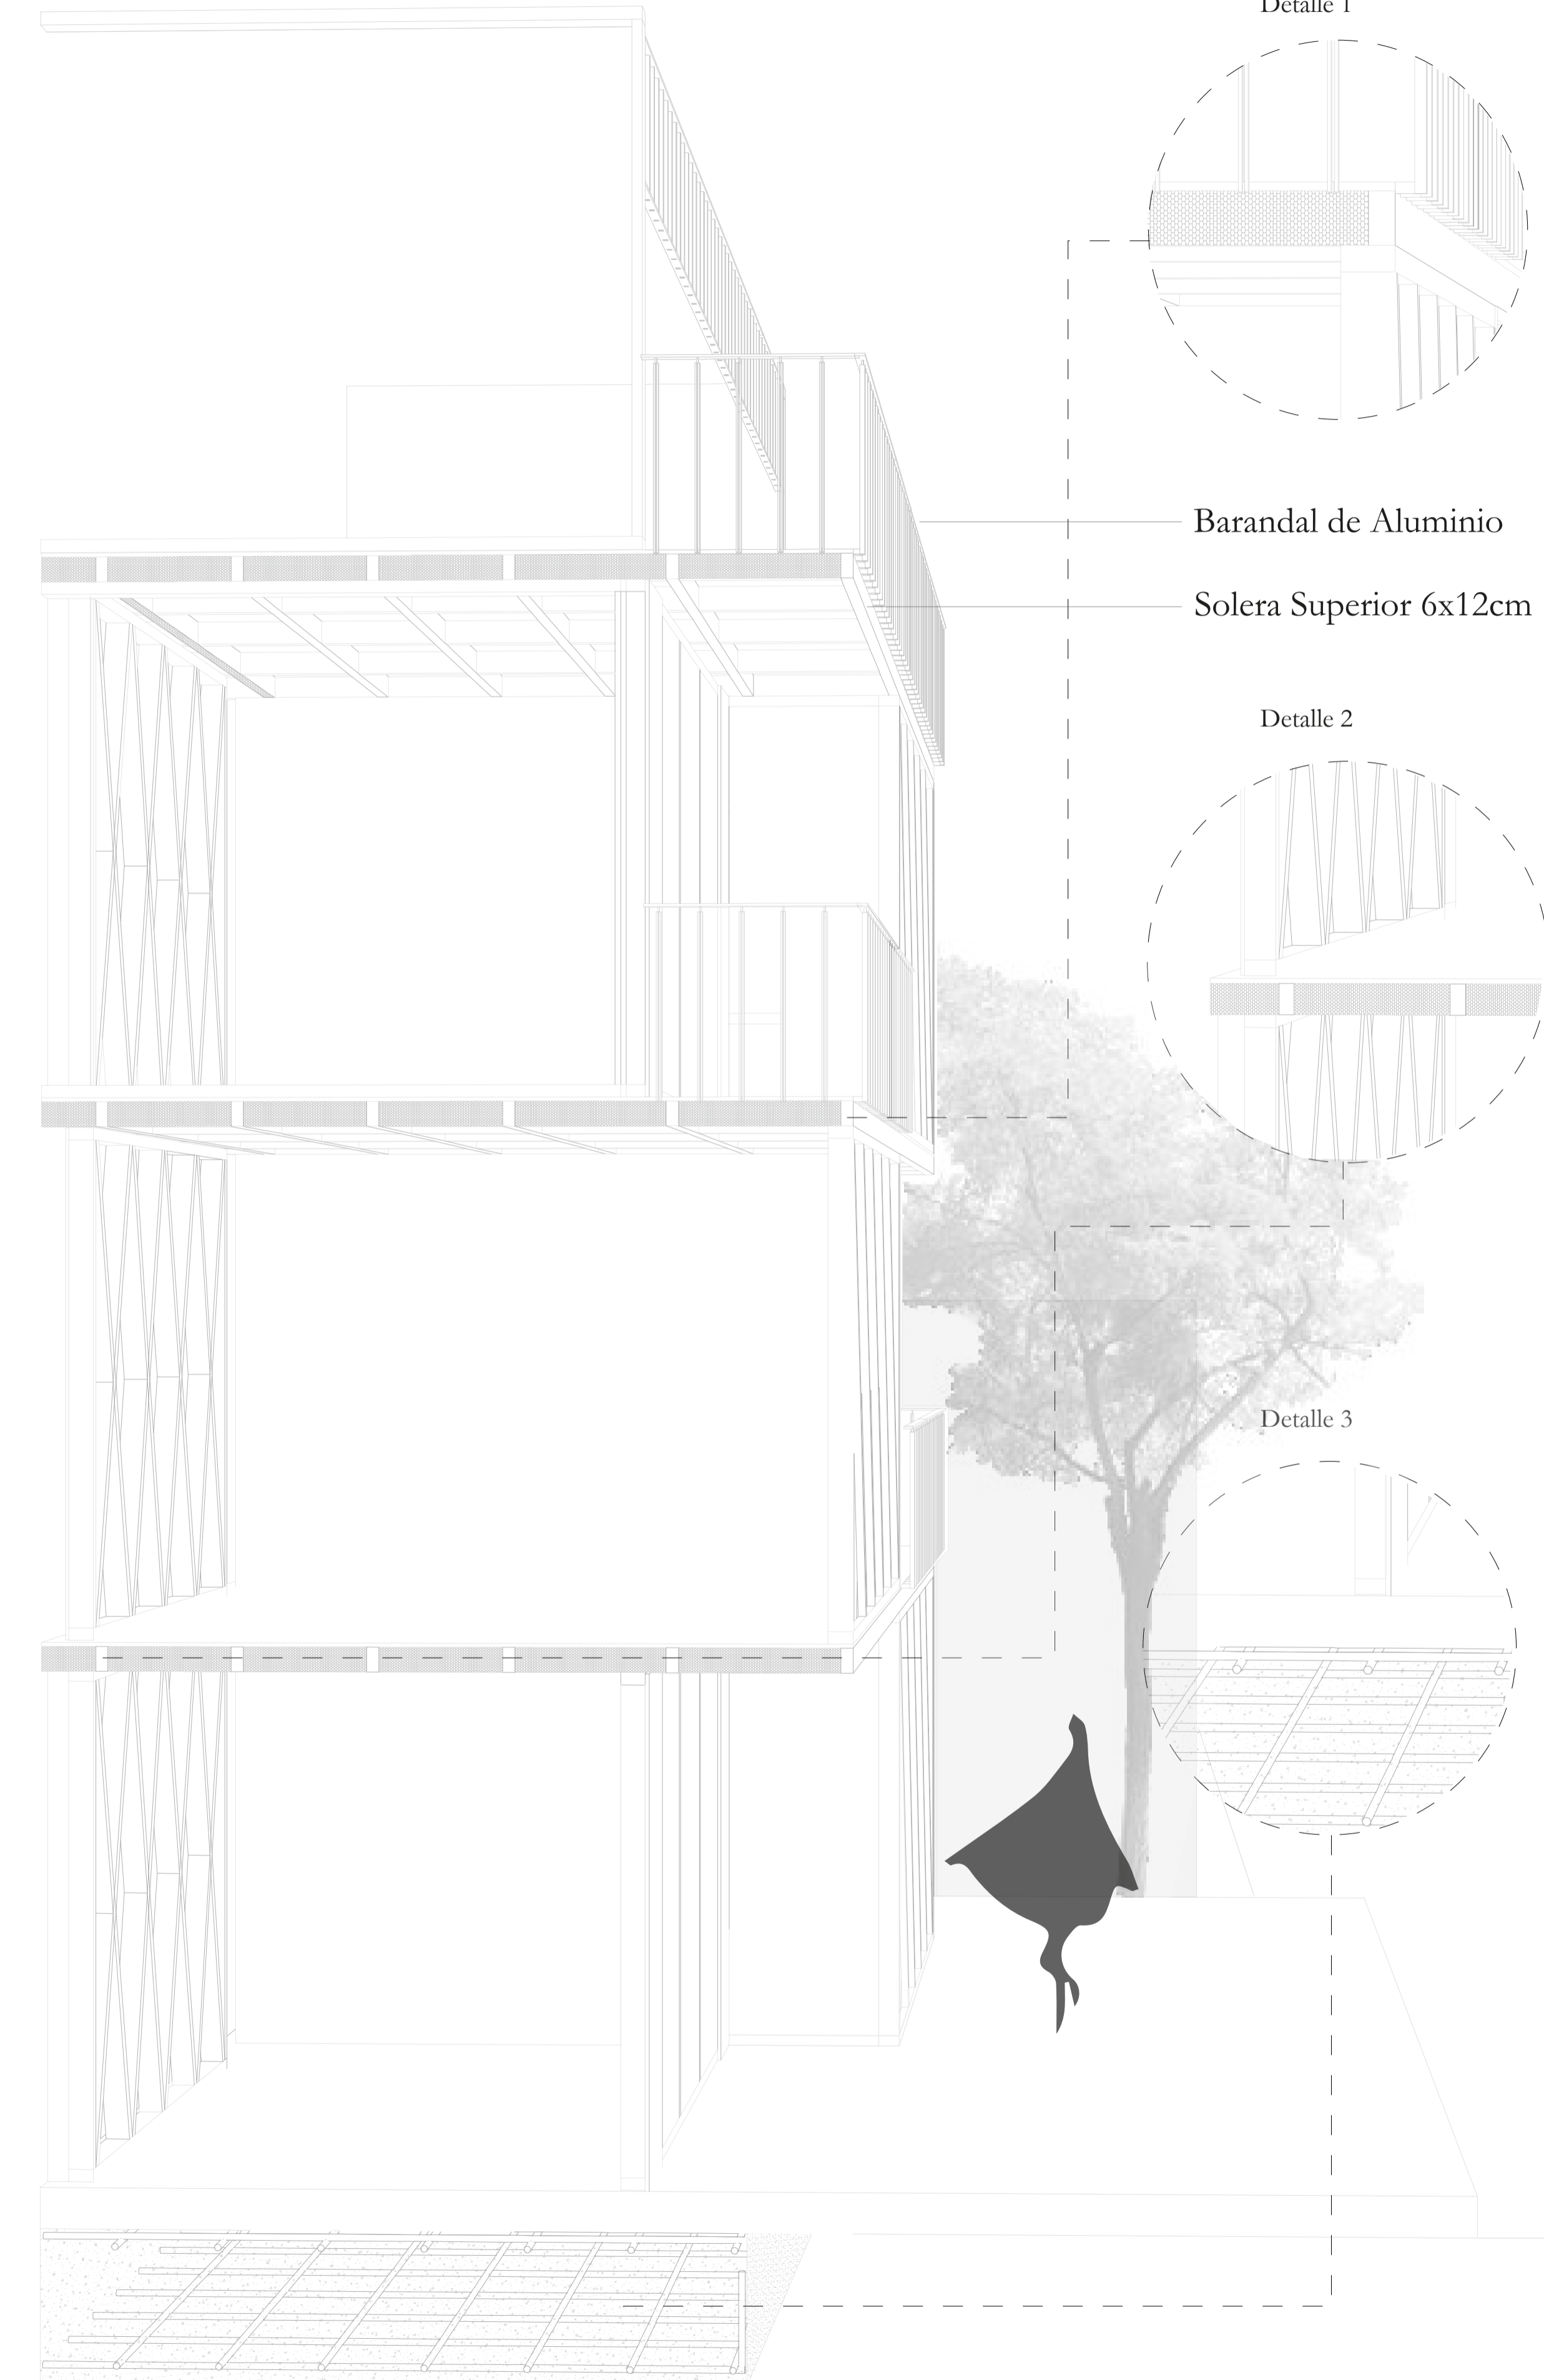 Detalle 1
Barandal de Aluminio
Solera Superior 6x12cm
Detalle 2
Detalle 3